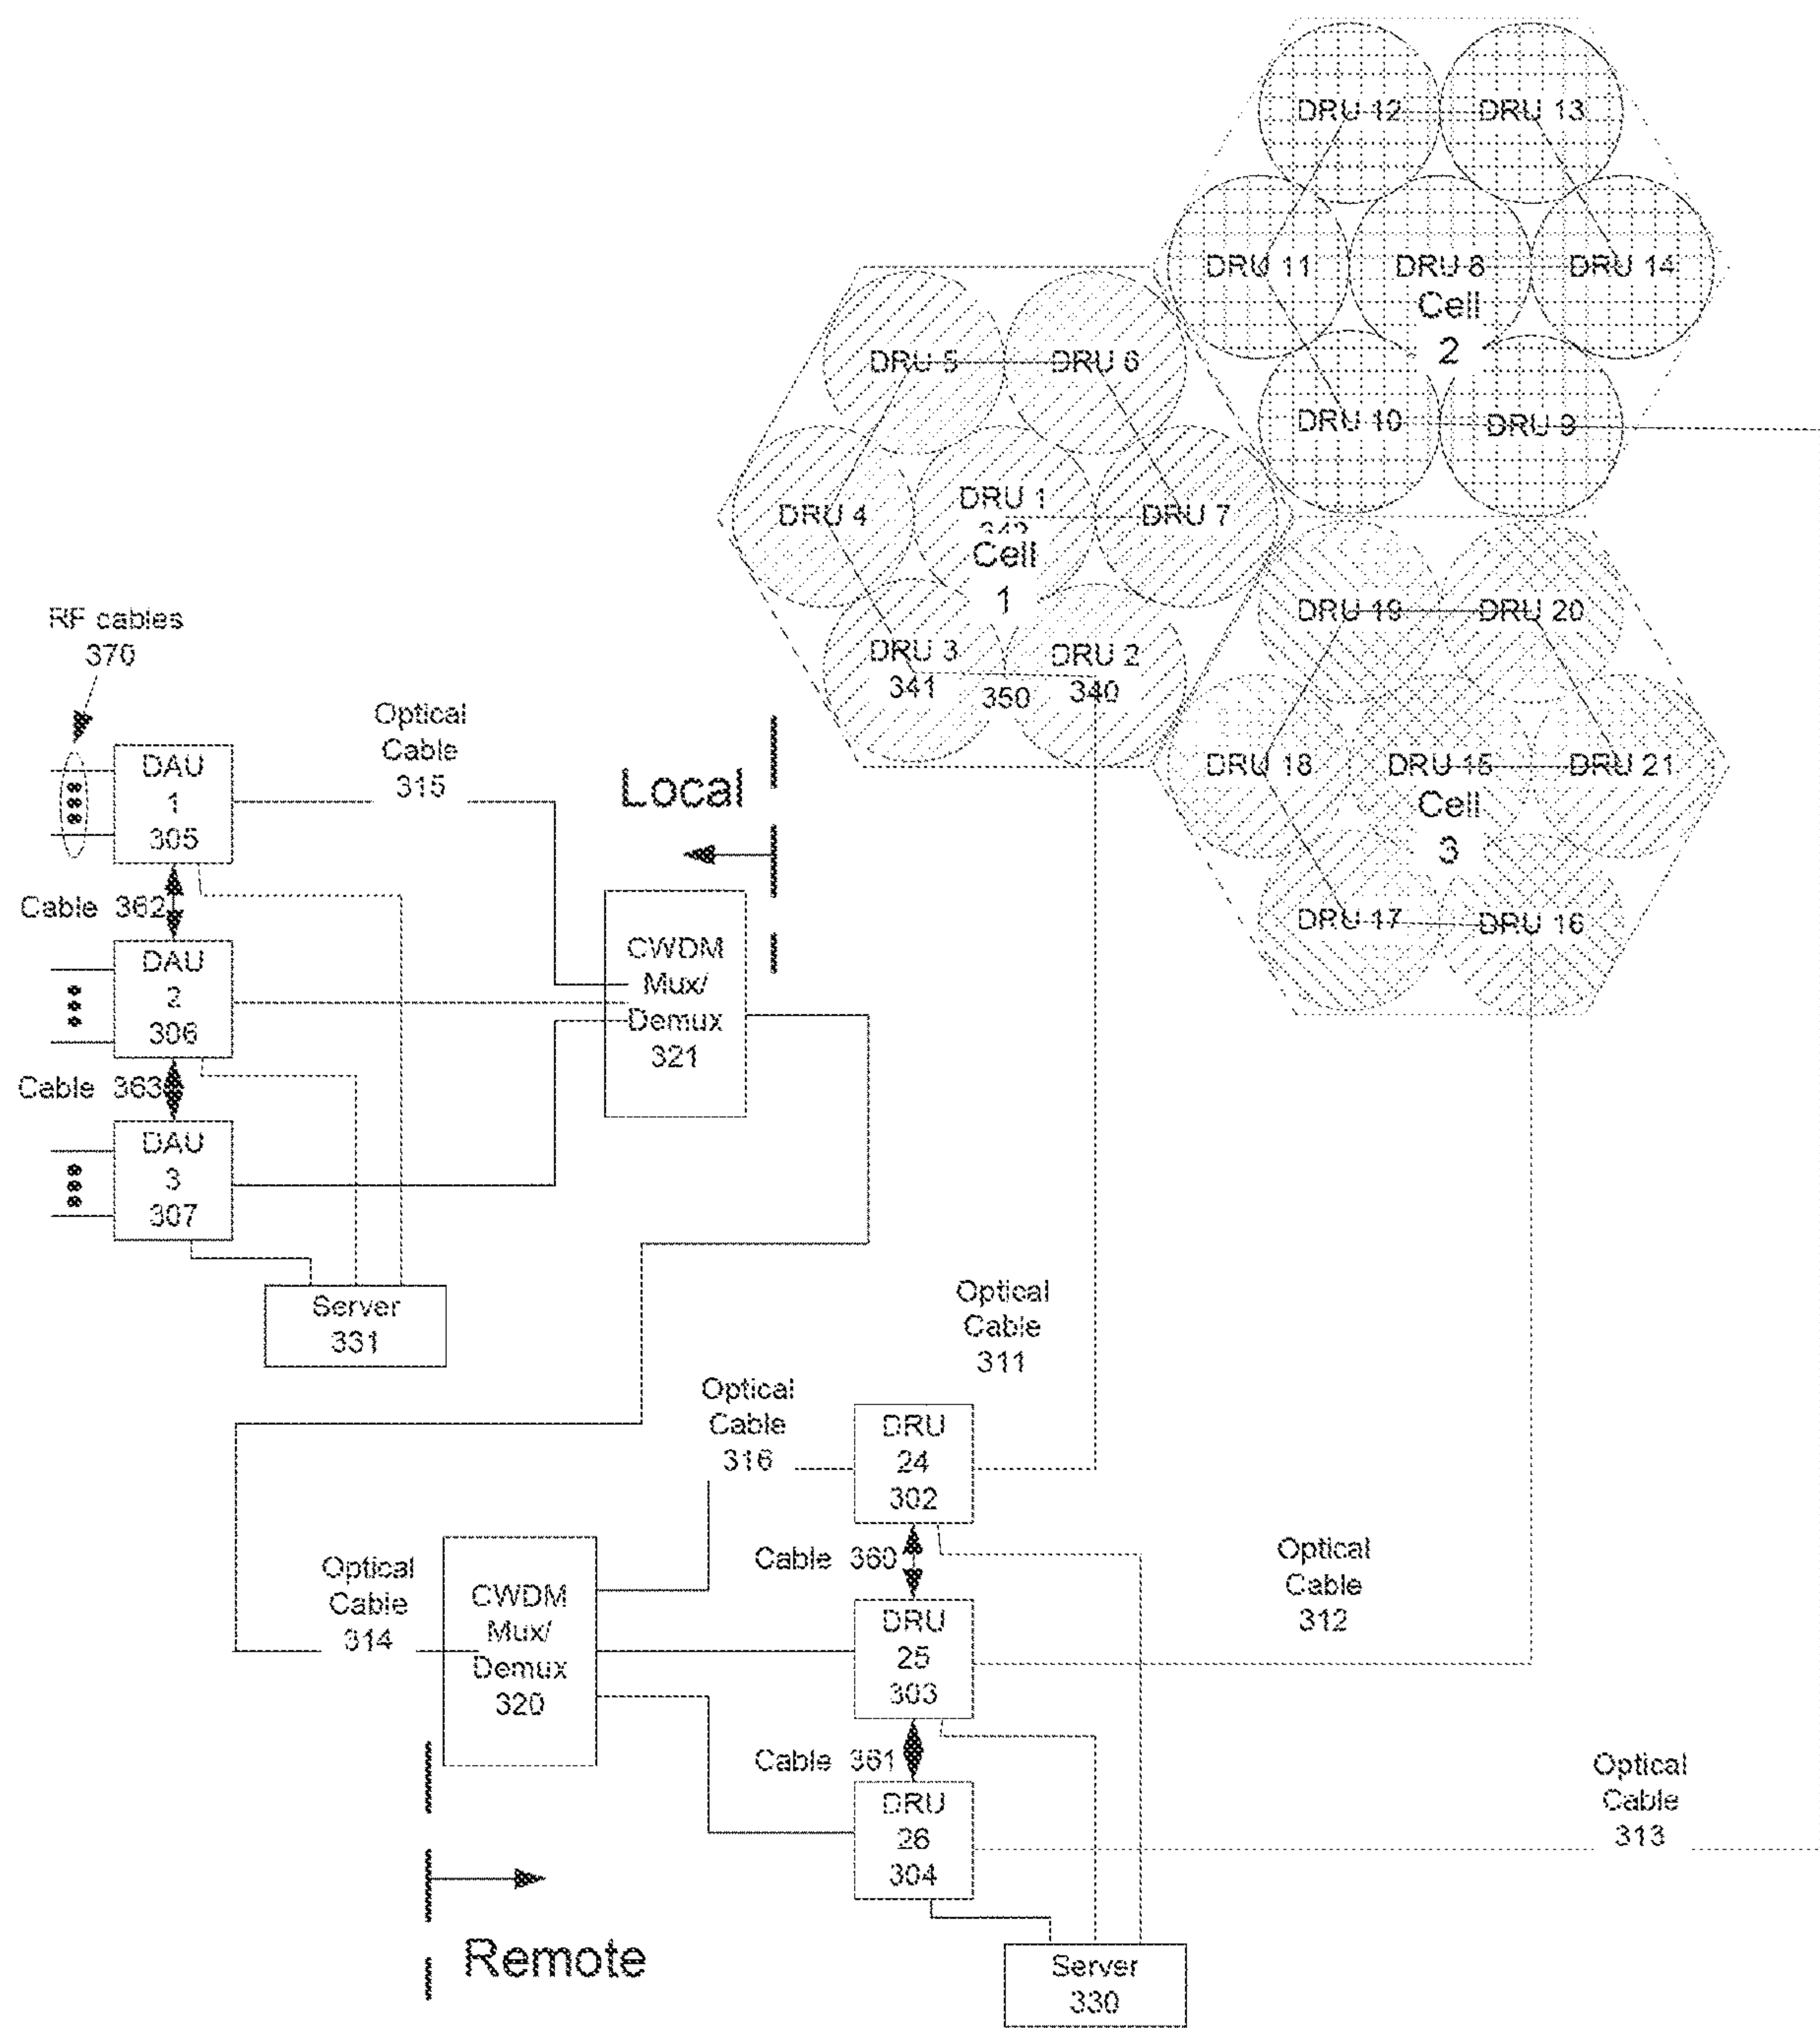 DRU 12
DRU 13
DRU 11
DRU 8
DRU 14
Cell
2
DRU 10
DRU 9
DRU 5
DRU 6
DRU 4
DRU 1
342
DRU 7
Cell
1
DRU 3
341
350
DRU 2
340
DRU 19
DRU 20
DRU 18
DRU 15
DRU 21
Cell
3
DRU 17
DRU 16
RF cables
370
Optical
Cable
315
Local
DAU
1
305
Cable 362
DAU
2
306
Cable 363
DAU
3
307
CWDM
Mux/
Demux
321
Server
331
Optical
Cable
311
Optical
Cable
316
DRU
24
302
Cable 360
Optical
Cable
312
Optical
Cable
314
CWDM
Mux/
Demux
320
DRU
25
303
Cable 361
DRU
26
304
Optical
Cable
313
Remote
Server
330